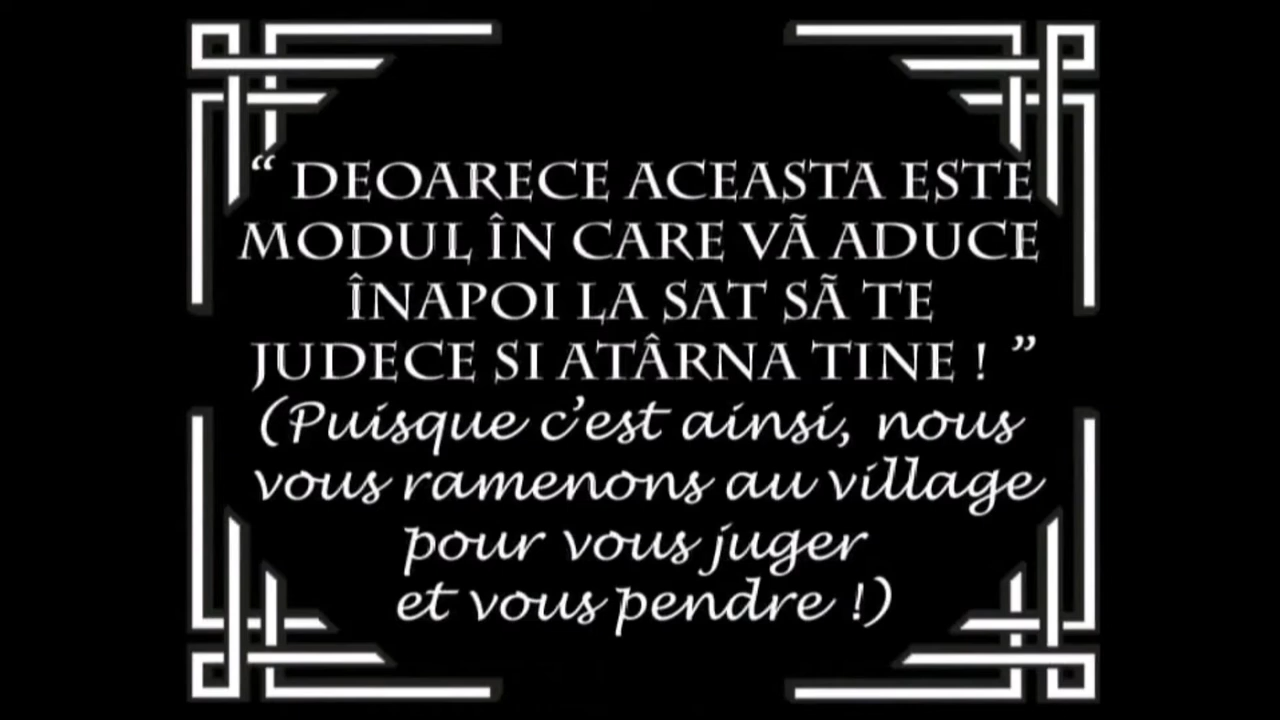 “ DEOARECE ACEASTA ESTE
MODUL ÎN CARE VÃ ADUCE
ÎNAPOI LA SAT SÃ TE
JUDECE SI ATÂRNA TINE ! ”
(Puisque c’est ainsi, nous
vous ramenons au village
pour vous juger
et vous pendre !)